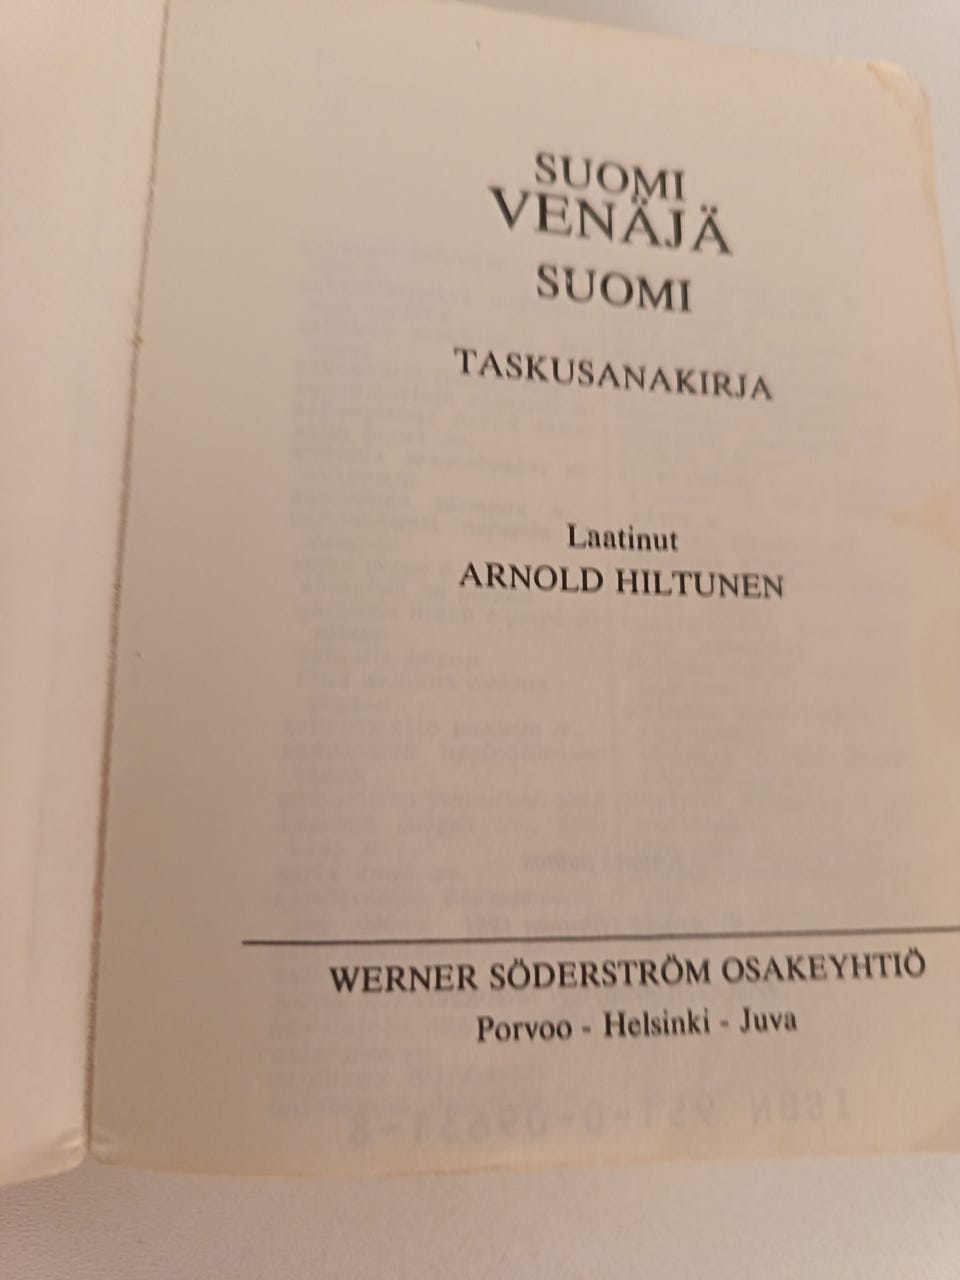 SUOMI
VENÄJÄ
SUOMI
TASKUSANAKIRJA
Laatinut
ARNOLD HILTUNEN
WERNER SÖDERSTRÖM OSAKEYHTIÖ
Porvoo - Helsinki - Juva